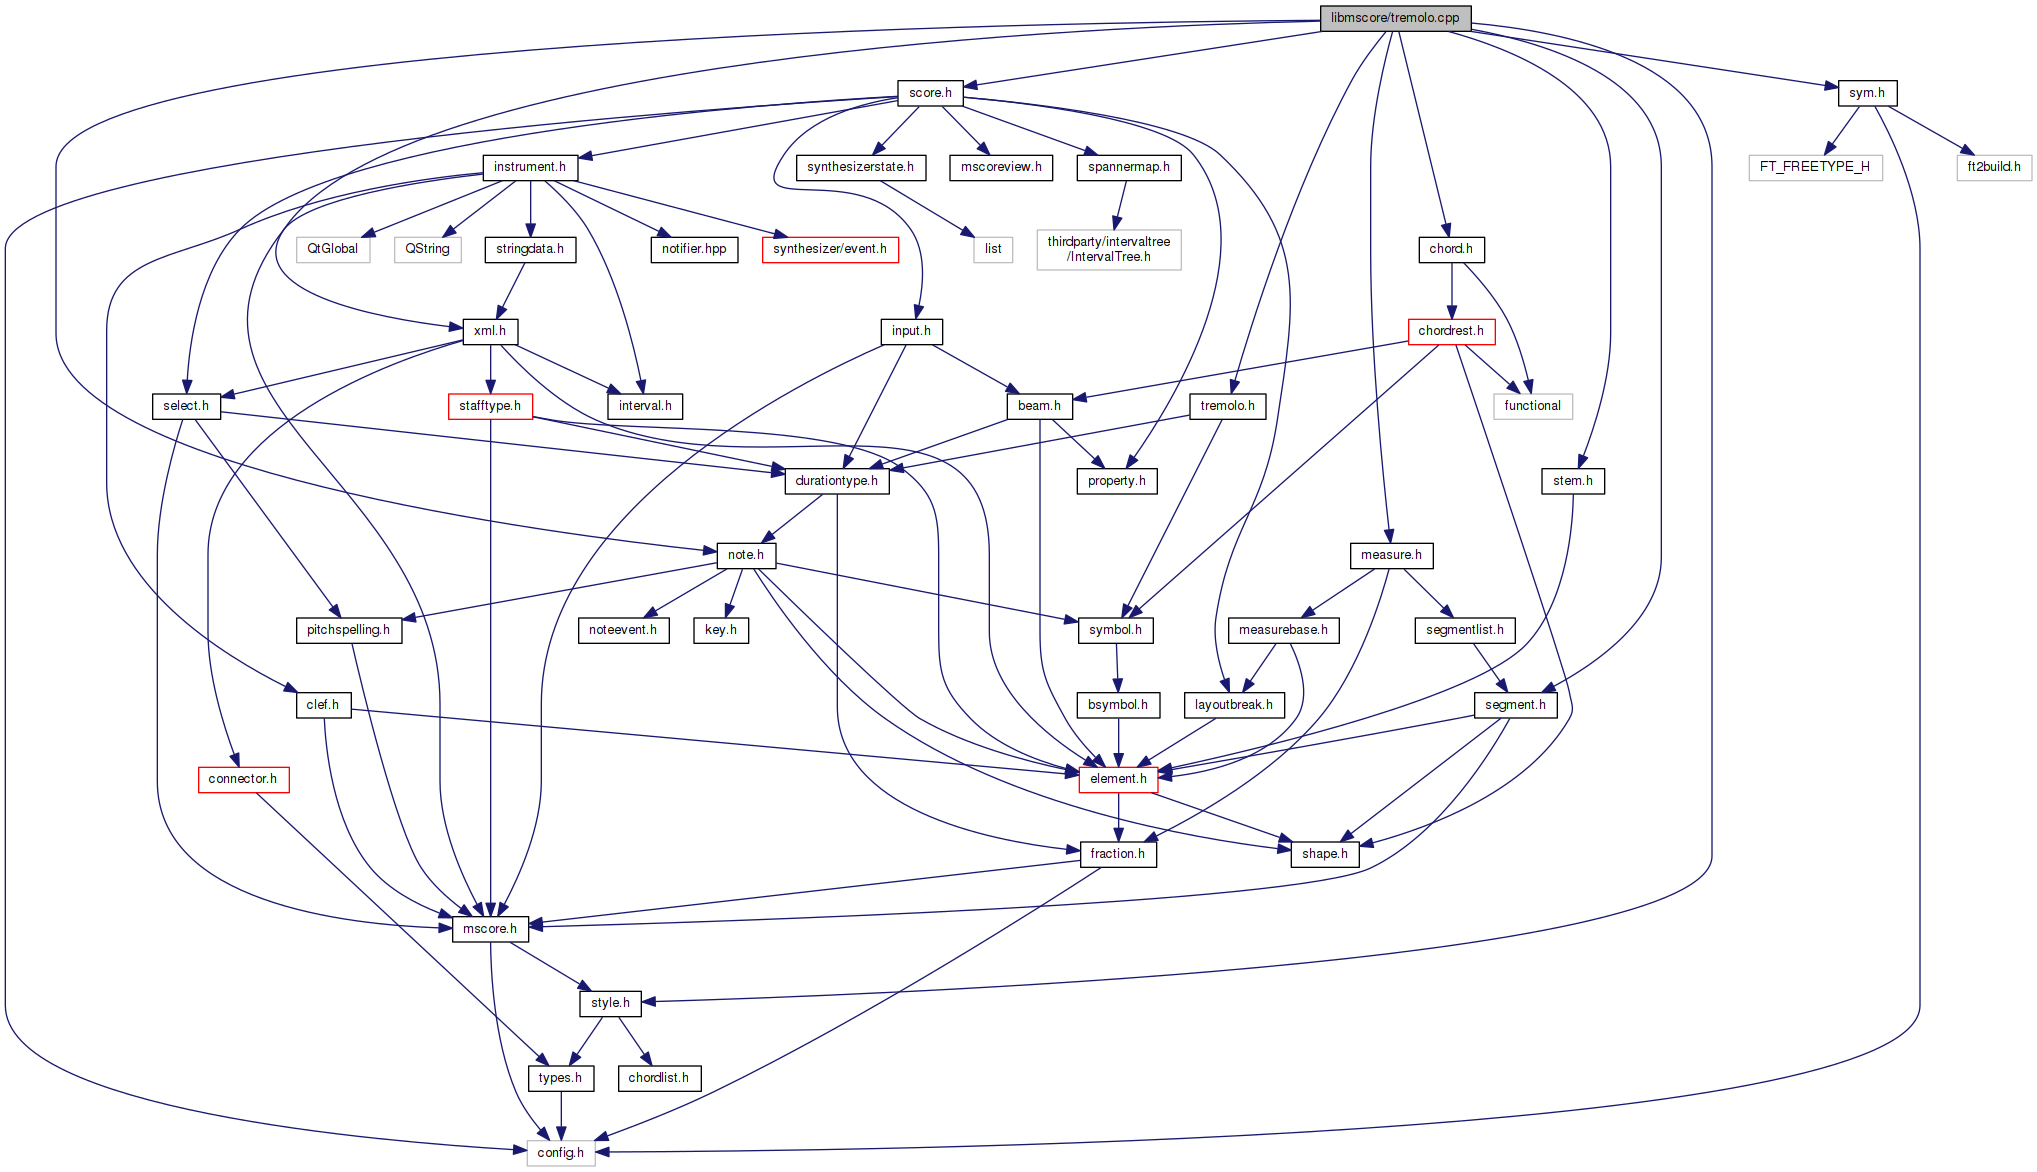 libmscore/tremolo.cpp
score.h
sym.h
instrument.h
synthesizerstate.h
mscoreview.h
spannermap.h
FT_FREETYPE_H
ft2build.h
QtGlobal
QString
stringdata.h
notifier.hpp
synthesizer/event.h
list
thirdparty/intervaltree
/IntervalTree.h
chord.h
xml.h
input.h
chordrest.h
select.h
stafftype.h
interval.h
beam.h
tremolo.h
functional
durationtype.h
property.h
stem.h
note.h
measure.h
pitchspelling.h
noteevent.h
key.h
symbol.h
measurebase.h
segmentlist.h
clef.h
bsymbol.h
layoutbreak.h
segment.h
connector.h
element.h
fraction.h
shape.h
mscore.h
style.h
types.h
chordlist.h
config.h